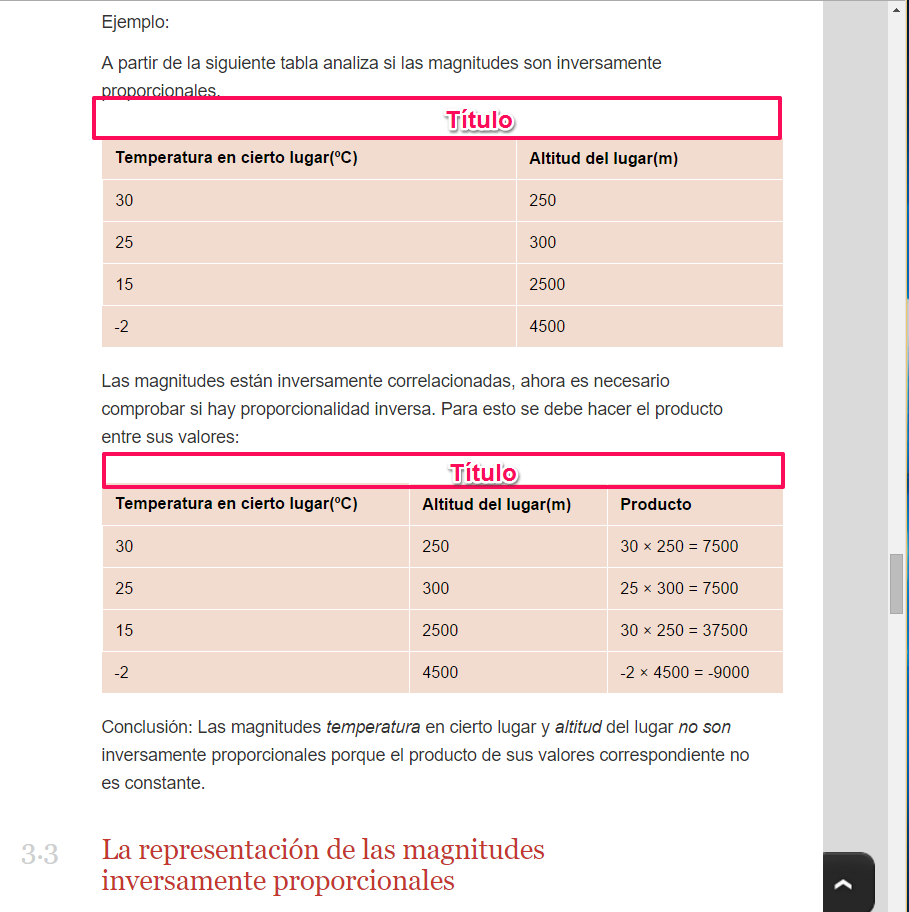 Ejemplo:
A partir de la siguiente tabla analiza si las magnitudes son inversamente
proporcionales.
Título
Temperatura en cierto lugar(ºC) Altitud del lugar(m)
30 250
25 300
15 2500
-2 4500
Las magnitudes están inversamente correlacionadas, ahora es necesario
comprobar si hay proporcionalidad inversa. Para esto se debe hacer el producto
entre sus valores:
Título
Temperatura en cierto lugar(ºC) Altitud del lugar(m) Producto
30 250 30 × 250 = 7500
25 300 25 × 300 = 7500
15 2500 30 × 250 = 37500
-2 4500 -2 × 4500 = -9000
Conclusión: Las magnitudes temperatura en cierto lugar y altitud del lugar no son
inversamente proporcionales porque el producto de sus valores correspondiente no
es constante.
3.3 La representación de las magnitudes
inversamente proporcionales